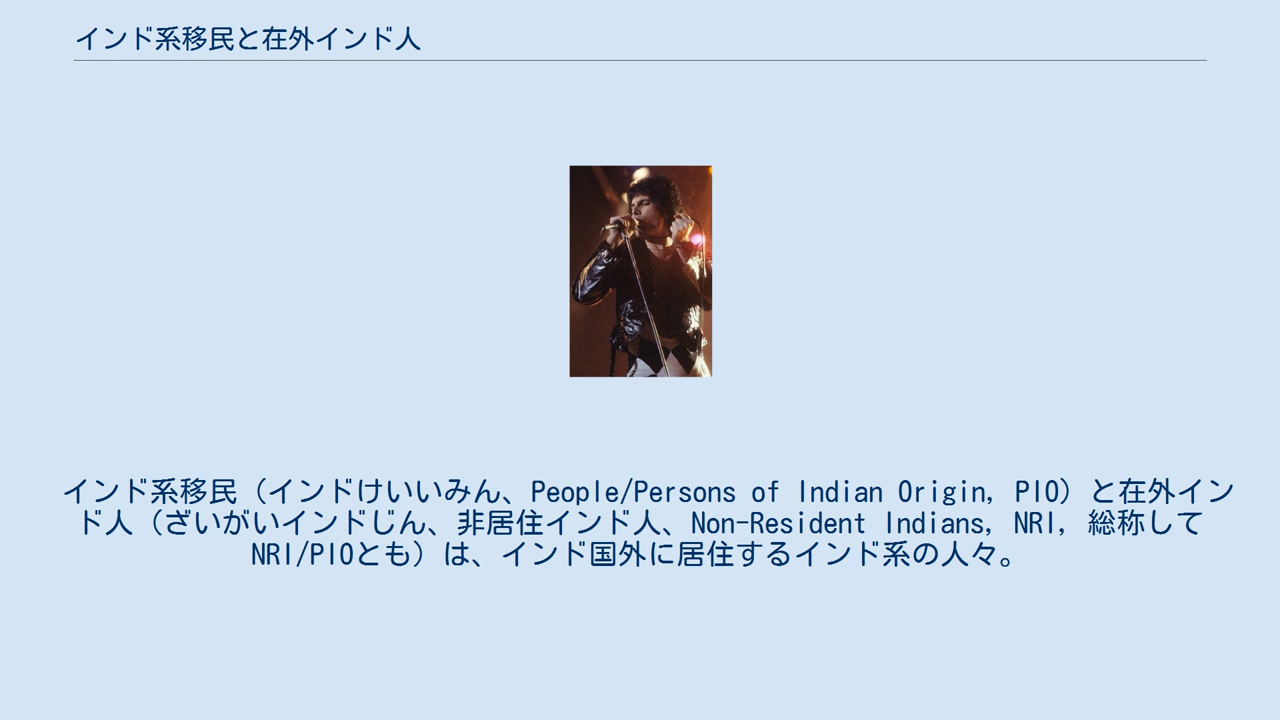 インド系移民と在外インド人
インド系移民（インドけいいみん、People/Persons of Indian Origin, PIO）と在外イン
ド人（ざいがいインドじん、非居住インド人、Non-Resident Indians, NRI, 総称して
NRI/PIOとも）は、インド国外に居住するインド系の人々。